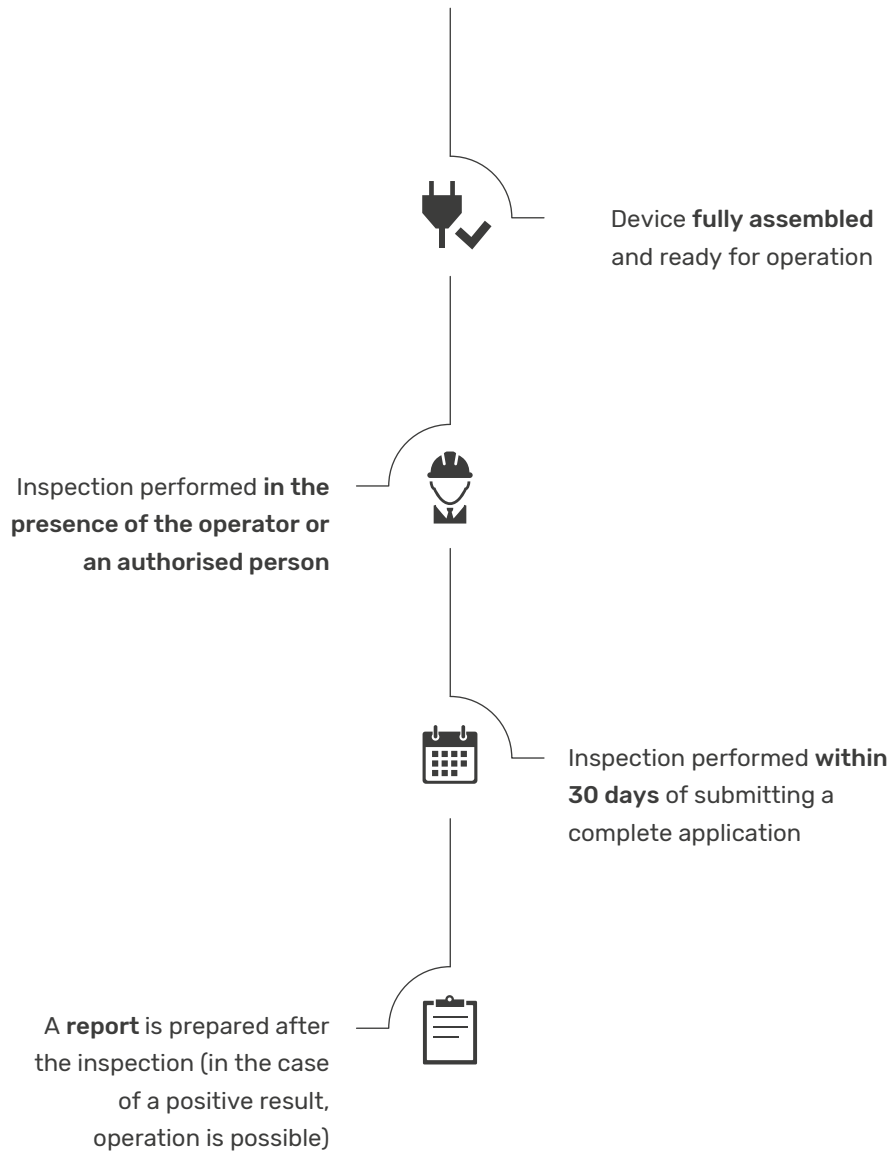 Device fully assembled
and ready for operation
Inspection performed in the
presence of the operator or
an authorised person
Inspection performed within
30 days of submitting a
complete application
A report is prepared after
the inspection (in the case
of a positive result,
operation is possible)